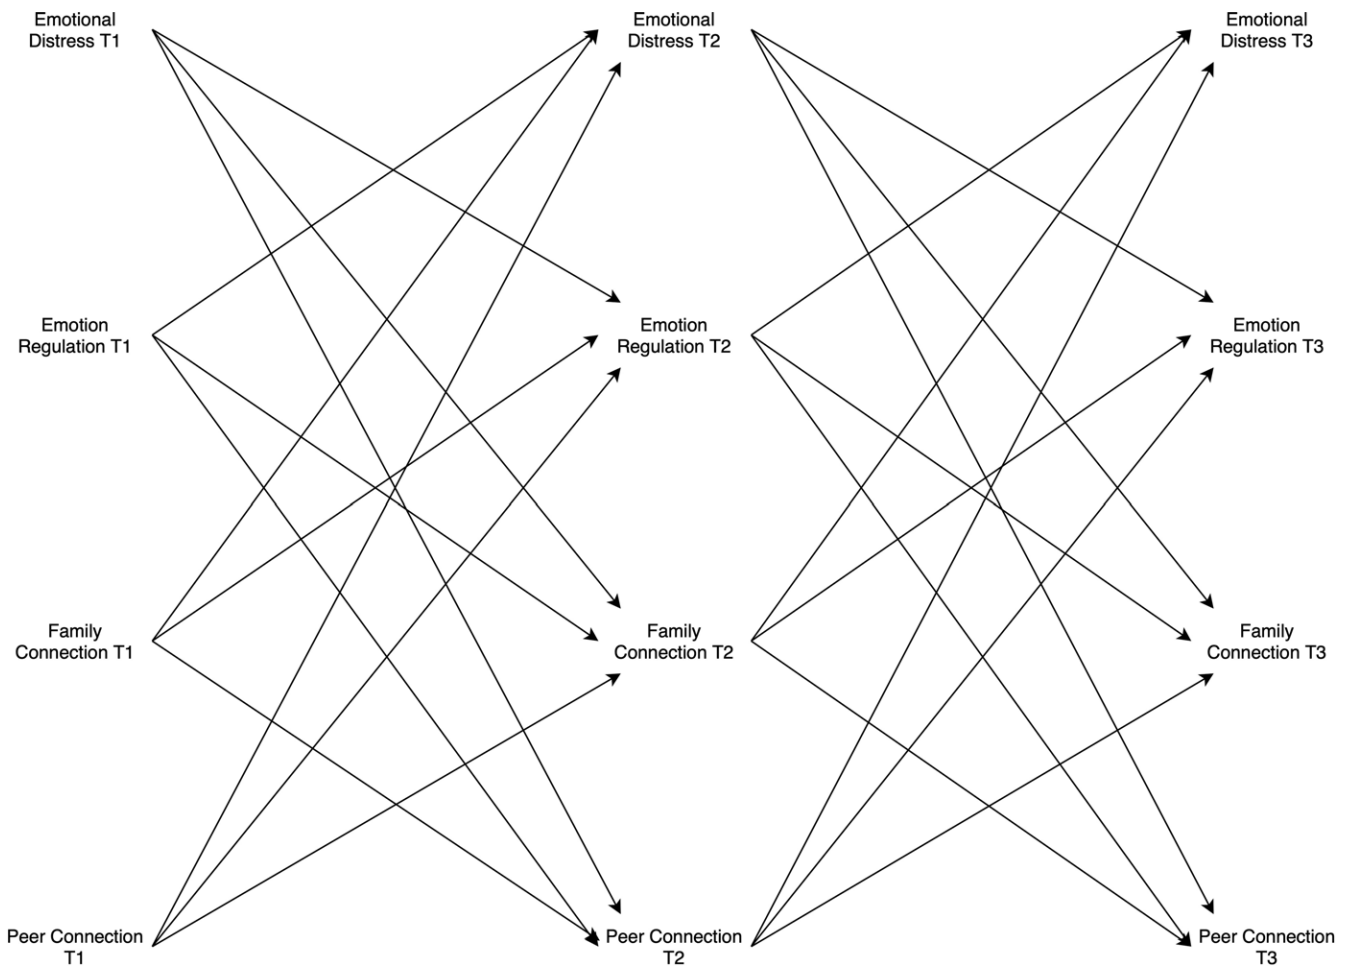 Emotional
Distress T1
Emotional
Distress T2
Emotional
Distress T3
Emotion
Regulation T1
Emotion
Regulation T2
Emotion
Regulation T3
Family
Connection T1
Family
Connection T2
Family
Connection T3
Peer Connection
T1
Peer Connection
T2
Peer Connection
T3